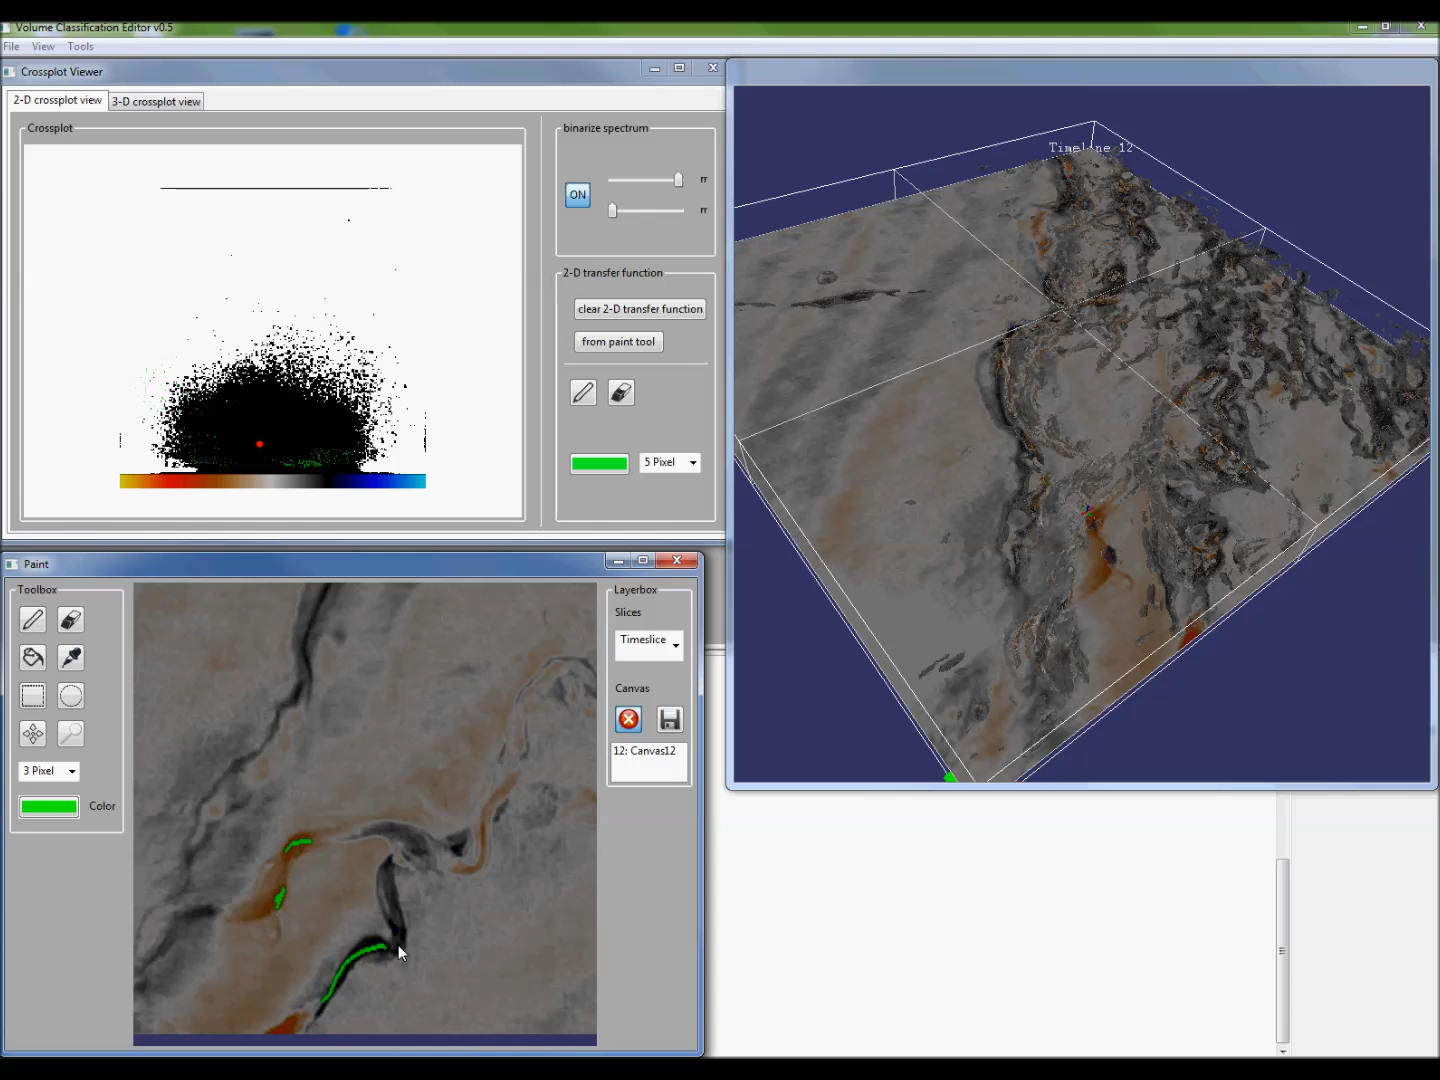 Volume Classification Editor v0.5
File View Tools
Crossplot Viewer
2-D crossplot view
3-D crossplot view
Crossplot
binarize spectrum
ON
2-D transfer function
clear 2-D transfer function
from paint tool
5 Pixel
Timeline 12
Paint
Toolbox
3 Pixel
Color
Layerbox
Slices
Timeslice
Canvas
12: Canvas12